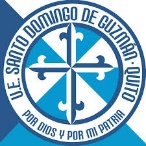 U.E. SANTO DOMINGO DE GUZMÁN - QUITO
POR DIOS Y POR MI PATRIA